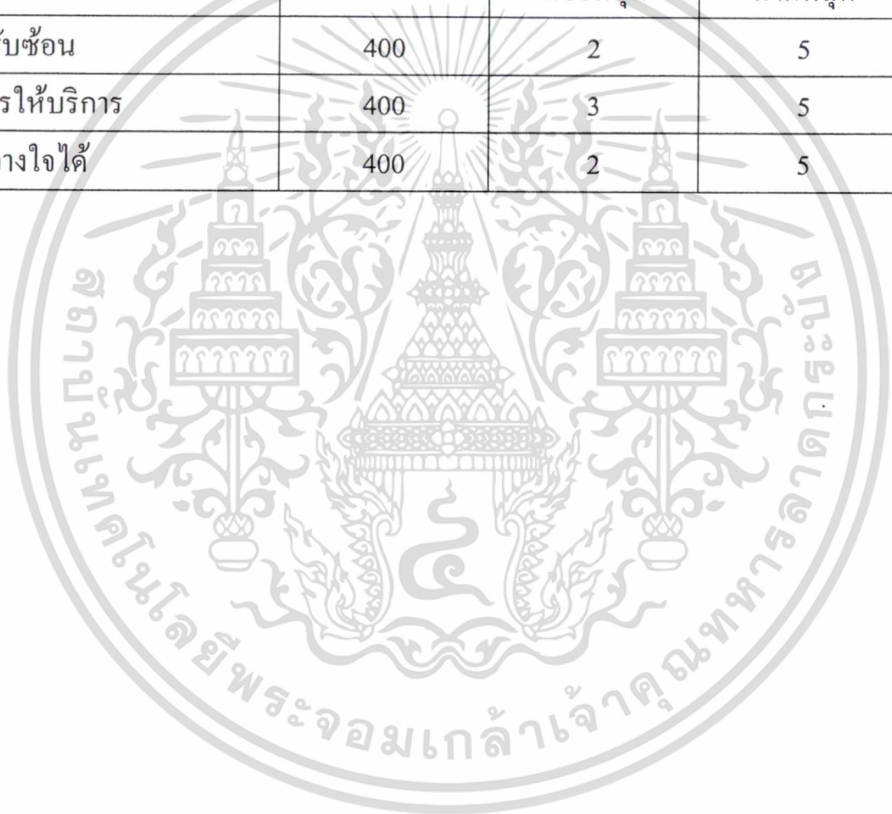 ับซ้อน 400 2 5
รให้บริการ 400 3 5
างใจได้ 400 2 5
สถาบันเทคโนโลยีพระจอมเกล้าเจ้าคุณทหารลาดกระบัง
๔